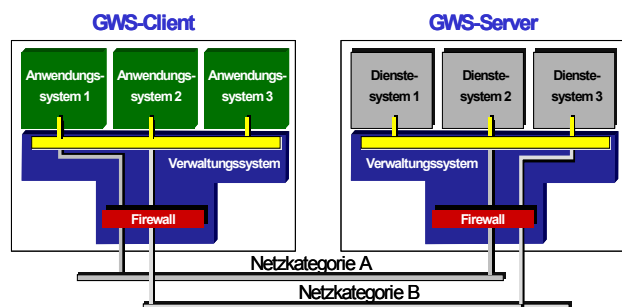 GWS-Client
GWS-Server
Anwendungs-
system 1
Anwendungs-
system 2
Anwendungs-
system 3
Dienste-
system 1
Dienste-
system 2
Dienste-
system 3
Verwaltungssystem
Verwaltungssystem
Firewall
Firewall
Netzkategorie A
Netzkategorie B